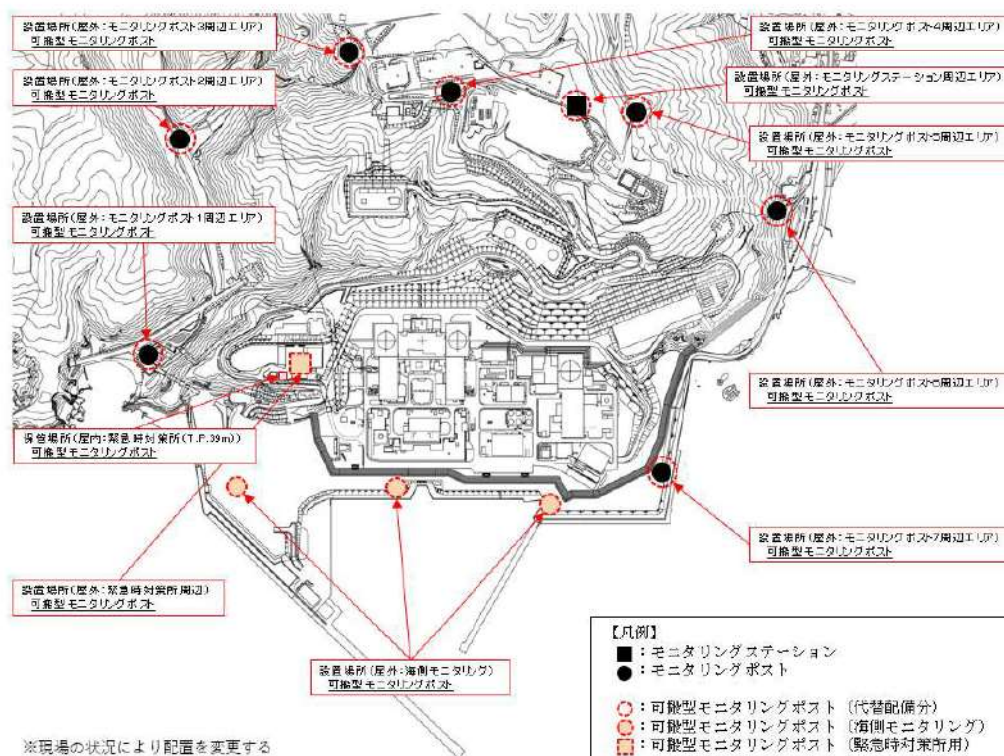 設置場所(屋外:モニタリングポスト3周辺エリア)
可搬型モニタリングポスト
設置場所(屋外:モニタリングポスト2周辺エリア)
可搬型モニタリングポスト
設置場所(屋外:モニタリングポスト1周辺エリア)
可搬型モニタリングポスト
保管場所(屋内:緊急時対策所(T.P.39m))
可搬型モニタリングポスト
設置場所(屋外:緊急時対策所周辺)
可搬型モニタリングポスト
設置場所(屋外:海側モニタリング)
可搬型モニタリングポスト
設置場所(屋外:モニタリングポスト4周辺エリア)
可搬型モニタリングポスト
設置場所(屋外:モニタリングステーション周辺エリア)
可搬型モニタリングポスト
設置場所(屋外:モニタリングポスト5周辺エリア)
可搬型モニタリングポスト
設置場所(屋外:モニタリングポスト6周辺エリア)
可搬型モニタリングポスト
設置場所(屋外:モニタリングポスト7周辺エリア)
可搬型モニタリングポスト
【凡例】
:モニタリングステーション
:モニタリングポスト
:可搬型モニタリングポスト(代替配備分)
:可搬型モニタリングポスト(海側モニタリング)
:可搬型モニタリングポスト(緊急時対策所用)
※現場の状況により配置を変更する